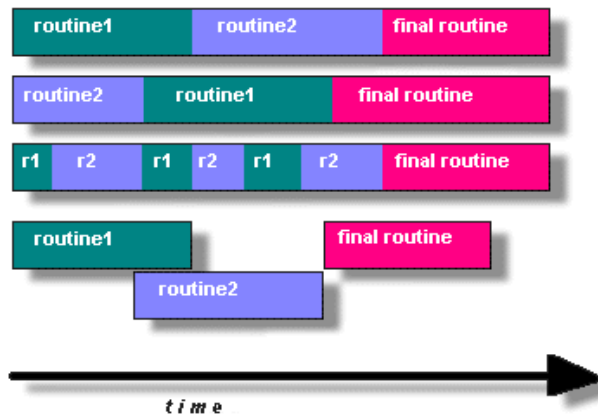 routine1 routine2 final routine
routine2 routine1 final routine
r1 r2 r1 r2 r1 r2 final routine
routine1 final routine
routine2
time